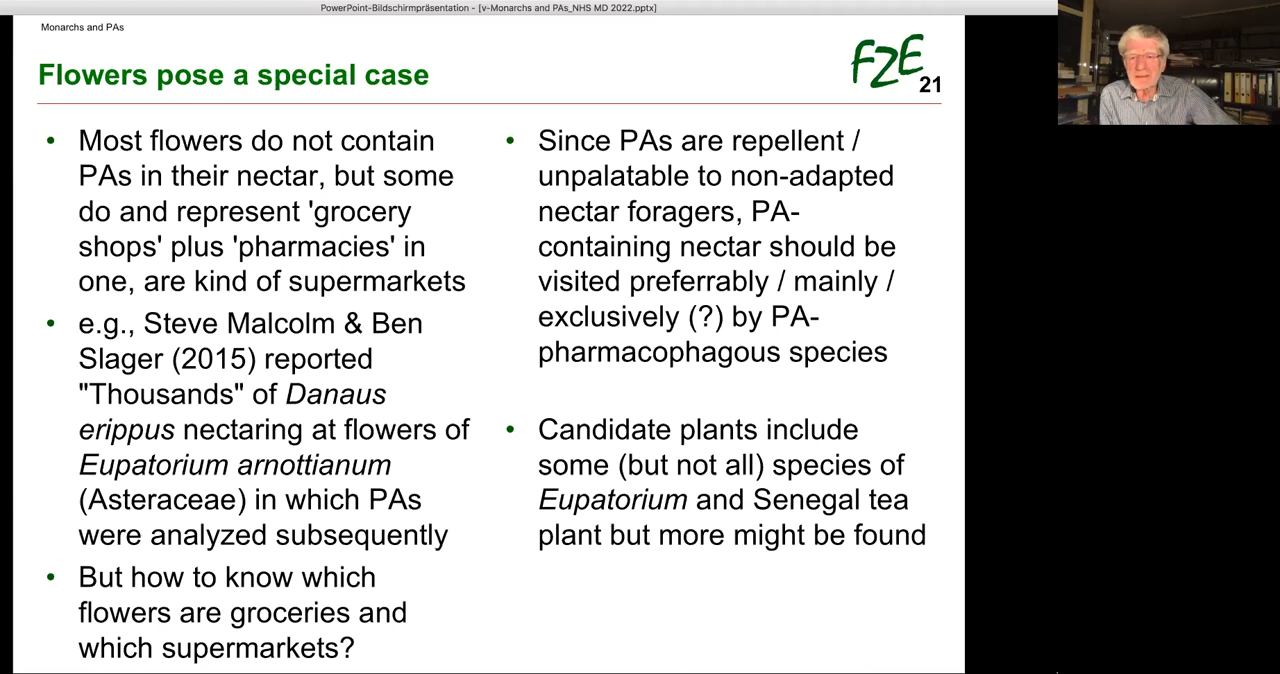 PowerPoint-Bildschirmpräsentation - [v-Monarchs and PAs_NHS MD 2022.pptx]
Monarchs and PAs
Flowers pose a special case
FZE
21
• Most flowers do not contain
PAs in their nectar, but some
do and represent 'grocery
shops' plus 'pharmacies' in
one, are kind of supermarkets
• e.g., Steve Malcolm & Ben
Slager (2015) reported
"Thousands" of Danaus
erippus nectaring at flowers of
Eupatorium arnottianum
(Asteraceae) in which PAs
were analyzed subsequently
• But how to know which
flowers are groceries and
which supermarkets?
• Since PAs are repellent /
unpalatable to non-adapted
nectar foragers, PA-
containing nectar should be
visited preferrably / mainly /
exclusively (?) by PA-
pharmacophagous species
• Candidate plants include
some (but not all) species of
Eupatorium and Senegal tea
plant but more might be found